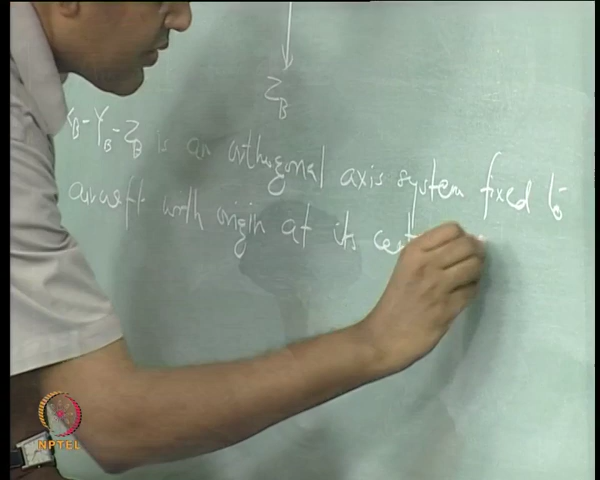 Z_B
X_B-Y_B-Z_B is an orthogonal axis system fixed to
aircraft with origin at its cent
NPTEL